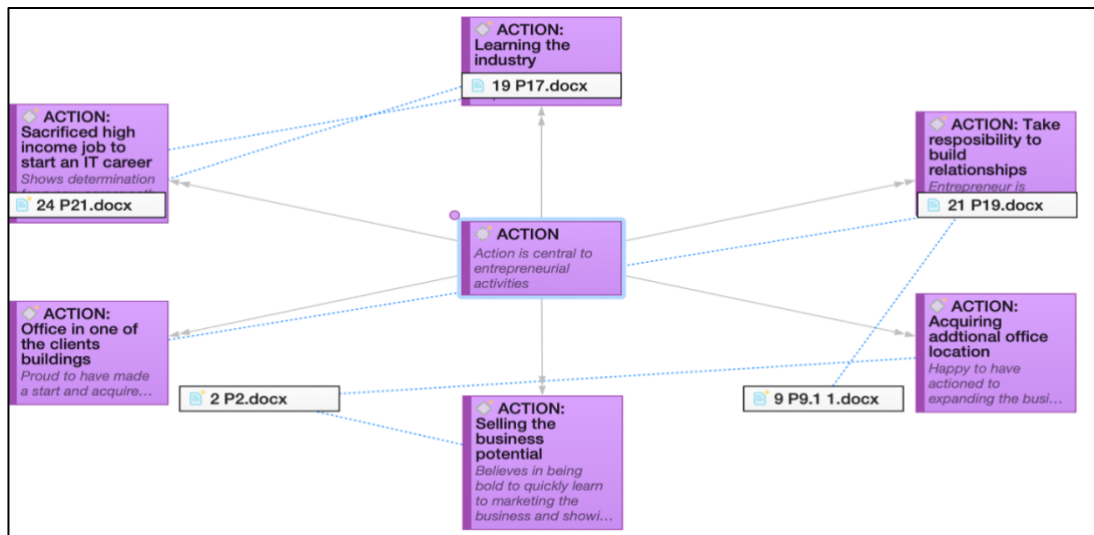 ACTION:
Learning the
industry
19 P17.docx
ACTION:
Sacrificed high
income job to
start an IT career
Shows determination
24 P21.docx
ACTION: Take
resposibility to
build
relationships
Entrepreneur is
21 P19.docx
ACTION
Action is central to
entrepreneurial
activities
ACTION:
Office in one of
the clients
buildings
Proud to have made
a start and acquire…
ACTION:
Acquiring
addtional office
location
Happy to have
actioned to
expanding the busi…
2 P2.docx
9 P9.1 1.docx
ACTION:
Selling the
business
potential
Believes in being
bold to quickly learn
to marketing the
business and showi…